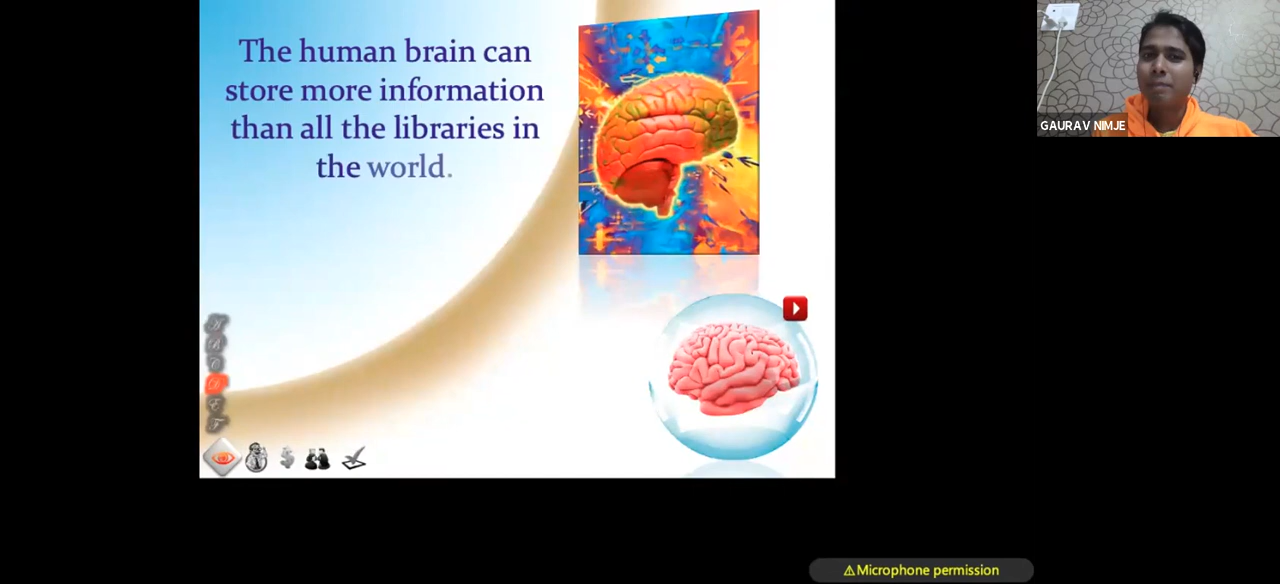 The human brain can
store more information
than all the libraries in
the world.
GAURAV NIMJE
B
C
D
E
F
$
⚠Microphone permission